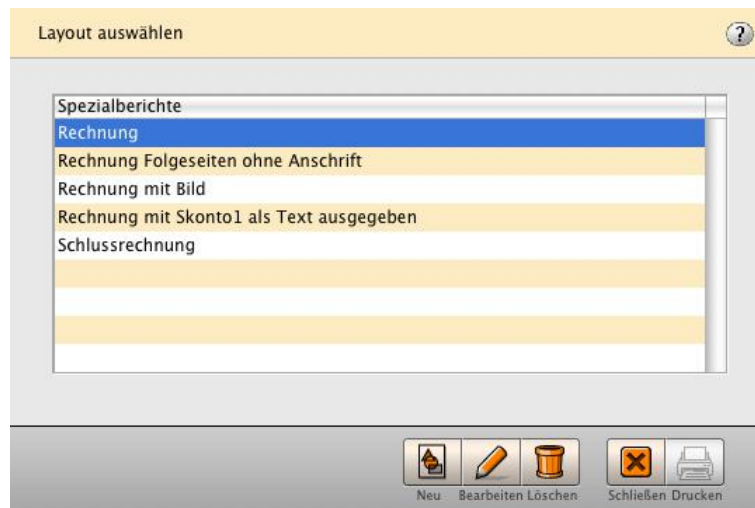 Layout auswählen
?
Spezialberichte
Rechnung
Rechnung Folgeseiten ohne Anschrift
Rechnung mit Bild
Rechnung mit Skonto1 als Text ausgegeben
Schlussrechnung
Neu Bearbeiten Löschen Schließen Drucken